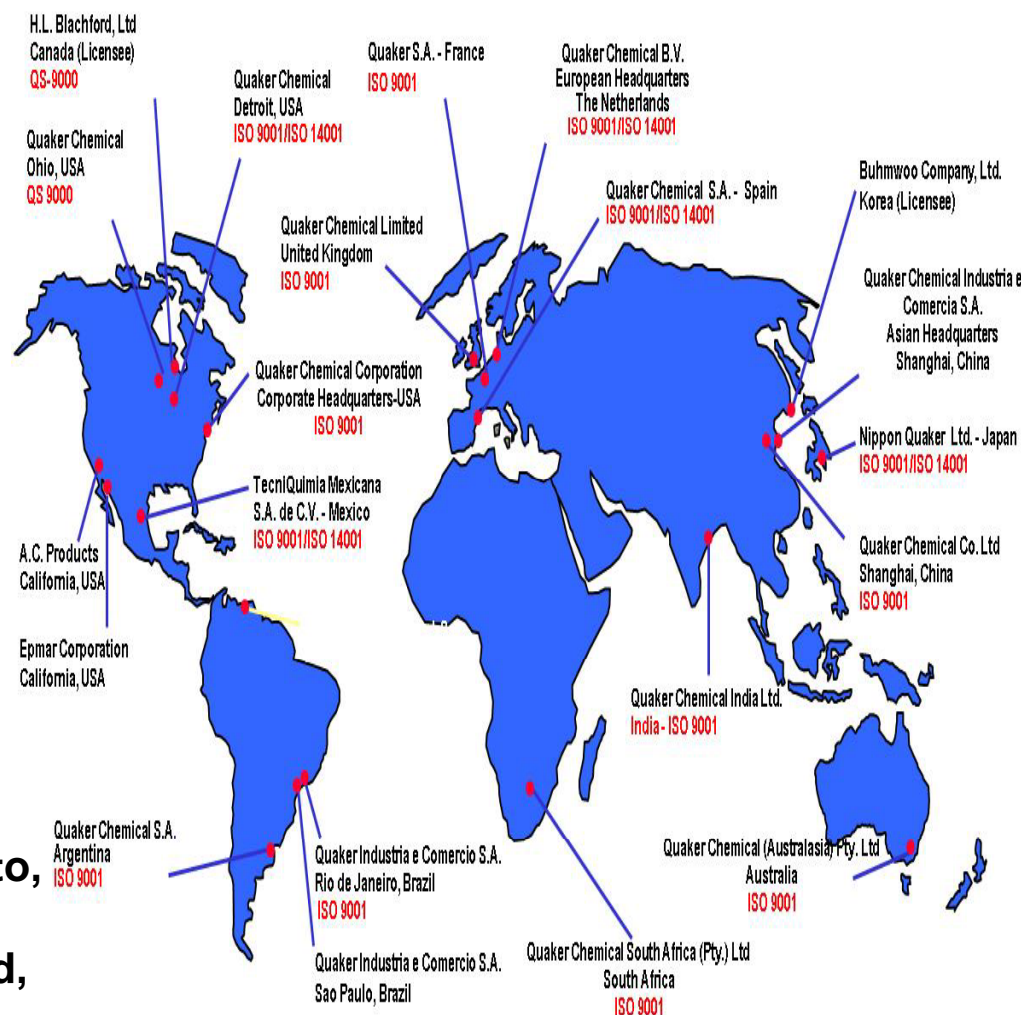 H.L. Blachford, Ltd
Canada (Licensee)
QS-9000
Quaker Chemical
Detroit, USA
ISO 9001/ISO 14001
Quaker S.A. - France
ISO 9001
Quaker Chemical B.V.
European Headquarters
The Netherlands
ISO 9001/ISO 14001
Quaker Chemical
Ohio, USA
QS 9000
Quaker Chemical Limited
United Kingdom
ISO 9001
Quaker Chemical S.A. - Spain
ISO 9001/ISO 14001
Buhmwoo Company, Ltd.
Korea (Licensee)
Quaker Chemical Industria e
Comercia S.A.
Asian Headquarters
Shanghai, China
Quaker Chemical Corporation
Corporate Headquarters-USA
ISO 9001
Nippon Quaker Ltd. - Japan
ISO 9001/ISO 14001
TecniQuimia Mexicana
S.A. de C.V. - Mexico
ISO 9001/ISO 14001
A.C. Products
California, USA
Quaker Chemical Co. Ltd
Shanghai, China
ISO 9001
Epmar Corporation
California, USA
Quaker Chemical India Ltd.
India - ISO 9001
Quaker Chemical S.A.
Argentina
ISO 9001
Quaker Industria e Comercio S.A.
Rio de Janeiro, Brazil
ISO 9001
Quaker Chemical (Australasia) Pty. Ltd
Australia
ISO 9001
to,
d,
Quaker Industria e Comercio S.A.
Sao Paulo, Brazil
Quaker Chemical South Africa (Pty.) Ltd
South Africa
ISO 9001